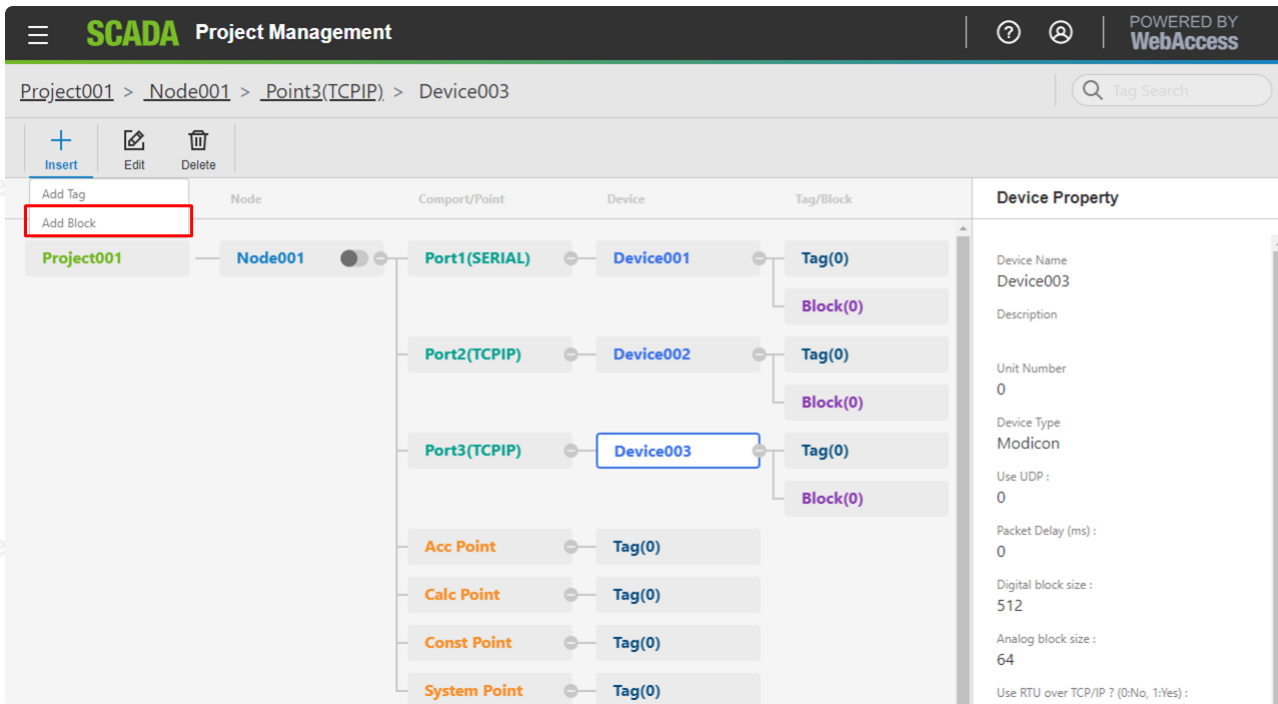 SCADA Project Management
POWERED BY
WebAccess
Project001 > Node001 > Point3(TCPIP) > Device003
Tag Search
Insert Edit Delete
Add Tag
Add Block
Node Comport/Point Device Tag/Block
Project001 Node001 Port1(SERIAL) Device001 Tag(0)
Block(0)
Port2(TCPIP) Device002 Tag(0)
Block(0)
Port3(TCPIP) Device003 Tag(0)
Block(0)
Acc Point Tag(0)
Calc Point Tag(0)
Const Point Tag(0)
System Point Tag(0)
Device Property
Device Name
Device003
Description
Unit Number
0
Device Type
Modicon
Use UDP :
0
Packet Delay (ms) :
0
Digital block size :
512
Analog block size :
64
Use RTU over TCP/IP ? (0:No, 1:Yes) :